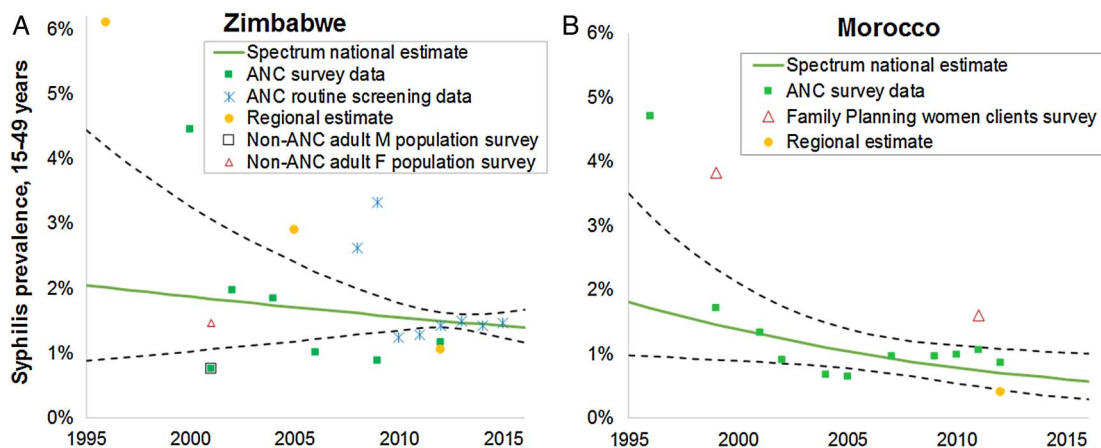 A
Zimbabwe
Syphilis prevalence, 15-49 years
6%
5%
4%
3%
2%
1%
0%
Spectrum national estimate
ANC survey data
ANC routine screening data
Regional estimate
Non-ANC adult M population survey
Non-ANC adult F population survey
1995 2000 2005 2010 2015
B
Morocco
6%
5%
4%
3%
2%
1%
0%
Spectrum national estimate
ANC survey data
Family Planning women clients survey
Regional estimate
1995 2000 2005 2010 2015